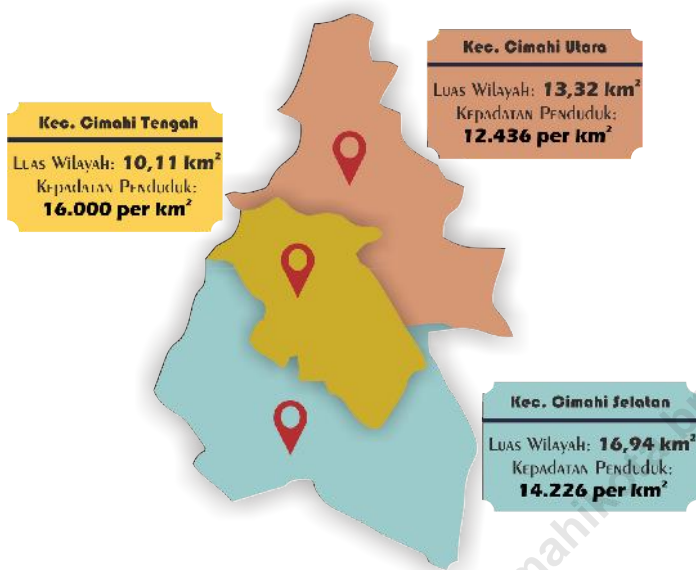 Kec. Cimahi Utara
Luas Wilayah: 13,32 km²
Kepadatan Penduduk:
12.436 per km²
Kec. Cimahi Tengah
Luas Wilayah: 10,11 km²
Kepadatan Penduduk:
16.000 per km²
Kec. Cimahi Selatan
Luas Wilayah: 16,94 km²
Kepadatan Penduduk:
14.226 per km²